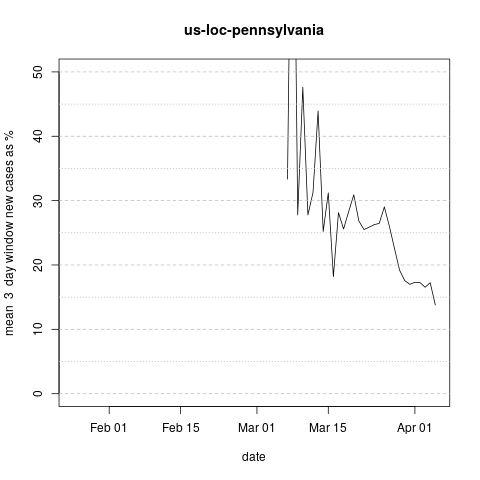 us-loc-pennsylvania
mean 3 day window new cases as %
50
40
30
20
10
0
Feb 01 Feb 15 Mar 01 Mar 15 Apr 01
date